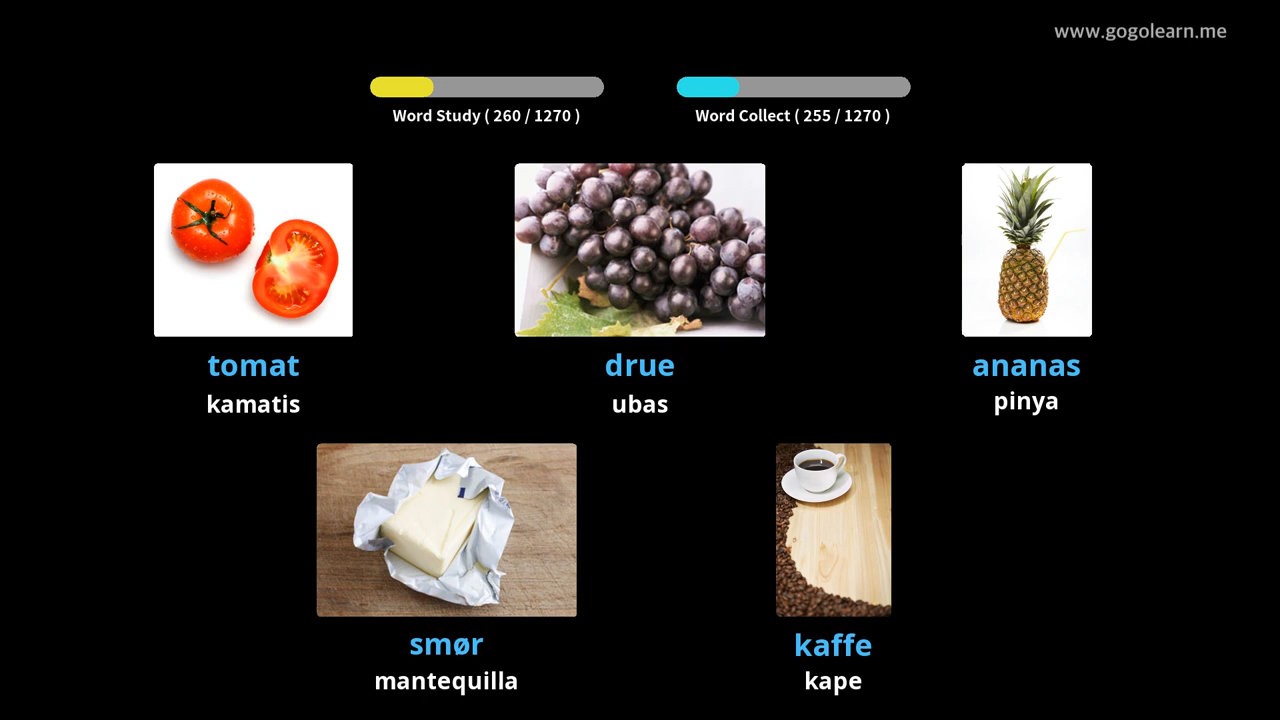 www.gogolearn.me
Word Study ( 260 / 1270 )
Word Collect ( 255 / 1270 )
tomat
kamatis
drue
ubas
ananas
pinya
smør
mantequilla
kaffe
kape